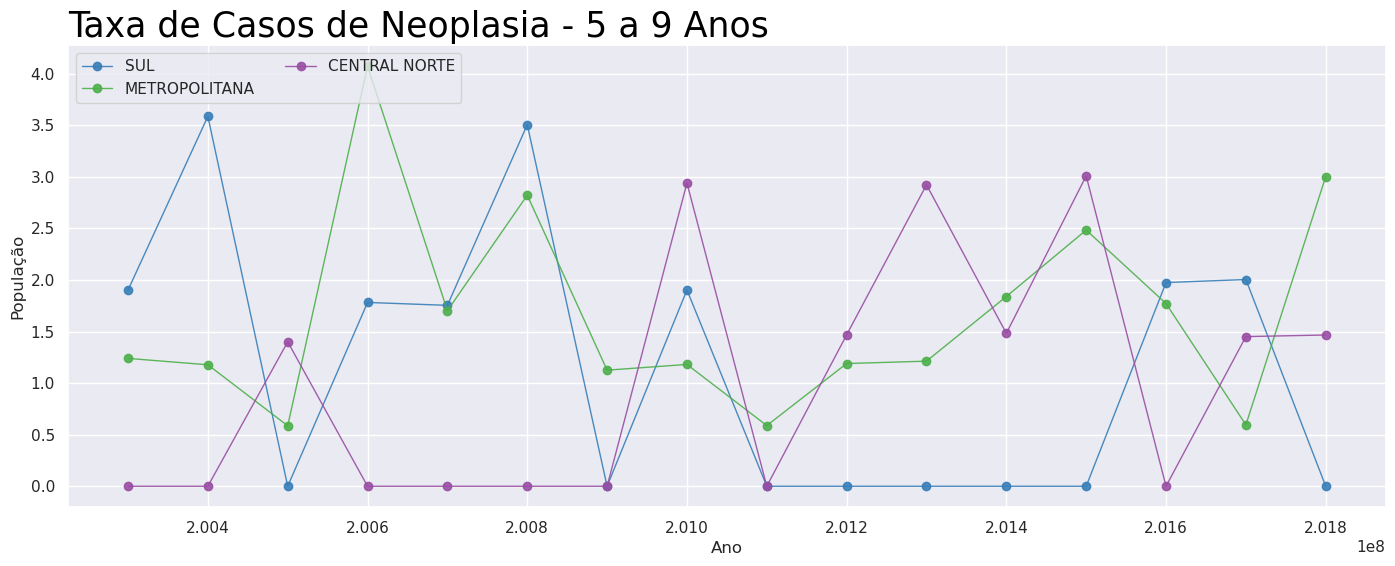 Taxa de Casos de Neoplasia - 5 a 9 Anos
SUL
METROPOLITANA
CENTRAL NORTE
População
4.0
3.5
3.0
2.5
2.0
1.5
1.0
0.5
0.0
2.004 2.006 2.008 2.010 2.012 2.014 2.016 2.018
Ano
1e8